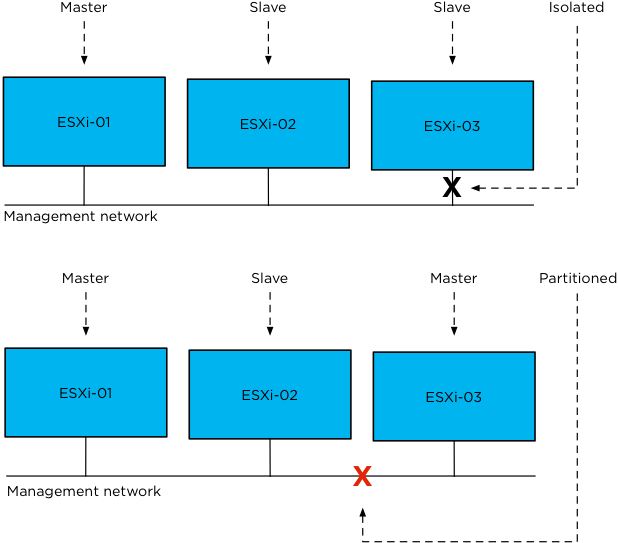 Master Slave Slave Isolated
ESXi-01 ESXi-02 ESXi-03
X
Management network
Master Slave Master Partitioned
ESXi-01 ESXi-02 ESXi-03
X
Management network